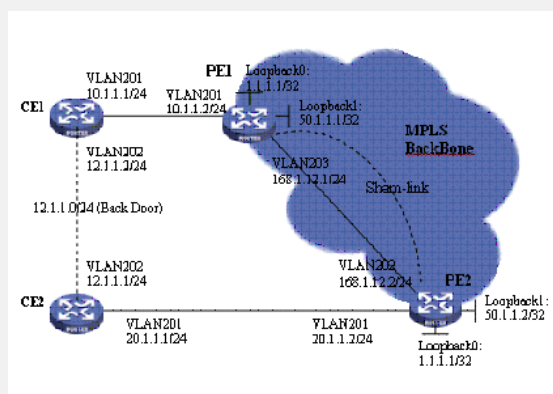 VLAN201
10.1.1.1/24
VLAN201
10.1.1.2/24
PE1
Loopback0:
1.1.1.1/32
Loopback1:
50.1.1.1/32
CE1
ROUTER
VLAN202
12.1.1.2/24
MPLS
BackBone
VLAN203
168.1.12.1/24
Sham-link
12.1.1.0/24 (Back Door)
VLAN202
12.1.1.1/24
VLAN202
168.1.12.2/24
PE2
CE2
ROUTER
VLAN201
20.1.1.1/24
VLAN201
20.1.1.2/24
Loopback1:
50.1.1.2/32
Loopback0:
1.1.1.1/32